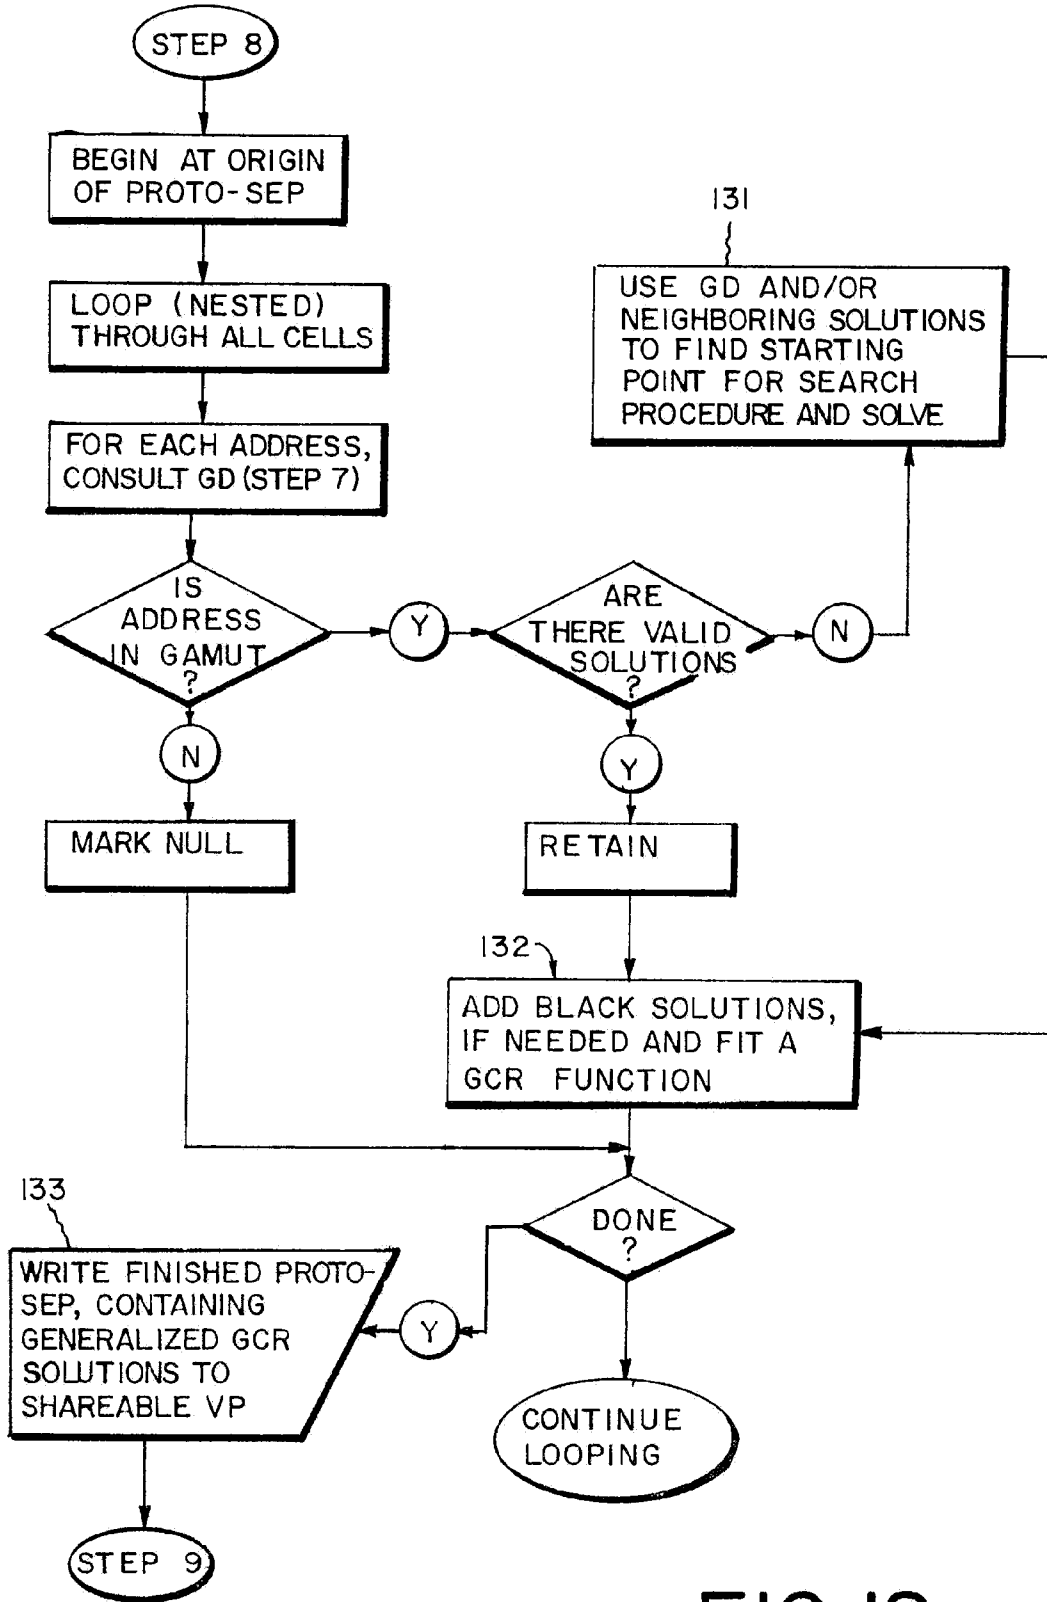 STEP 8
BEGIN AT ORIGIN
OF PROTO-SEP
LOOP (NESTED)
THROUGH ALL CELLS
FOR EACH ADDRESS,
CONSULT GD (STEP 7)
IS
ADDRESS
IN GAMUT
?
Y
ARE
THERE VALID
SOLUTIONS
?
N
131
USE GD AND/OR
NEIGHBORING SOLUTIONS
TO FIND STARTING
POINT FOR SEARCH
PROCEDURE AND SOLVE
N
MARK NULL
Y
RETAIN
132
ADD BLACK SOLUTIONS,
IF NEEDED AND FIT A
GCR FUNCTION
DONE
?
Y
133
WRITE FINISHED PROTO-
SEP, CONTAINING
GENERALIZED GCR
SOLUTIONS TO
SHAREABLE VP
CONTINUE
LOOPING
STEP 9